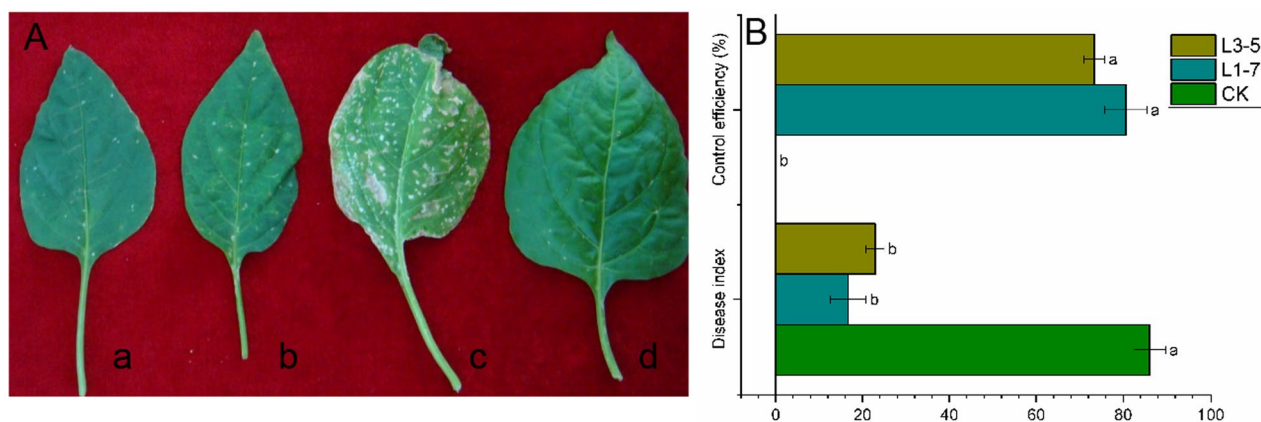 A
a
b
c
d
B
Control efficiency (%)
Disease index
a
a
b
b
b
a
L3-5
L1-7
CK
0
20
40
60
80
100